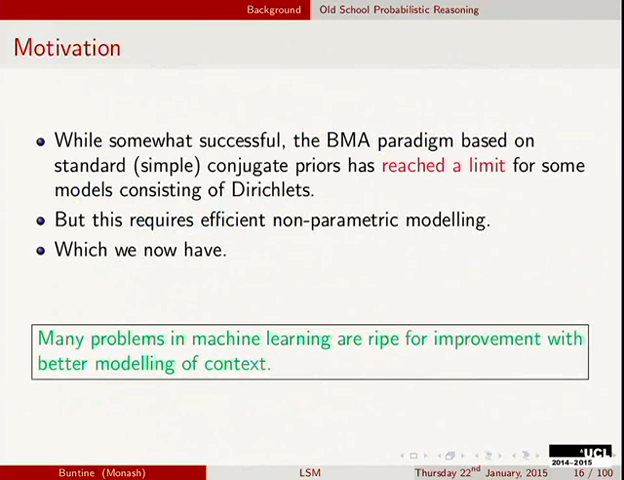 Background Old School Probabilistic Reasoning
Motivation
While somewhat successful, the BMA paradigm based on
standard (simple) conjugate priors has reached a limit for some
models consisting of Dirichlets.
But this requires efficient non-parametric modelling.
Which we now have.
Many problems in machine learning are ripe for improvement with
better modelling of context.
UCL
2014-2015
Buntine (Monash) LSM Thursday 22nd January, 2015 16 / 100